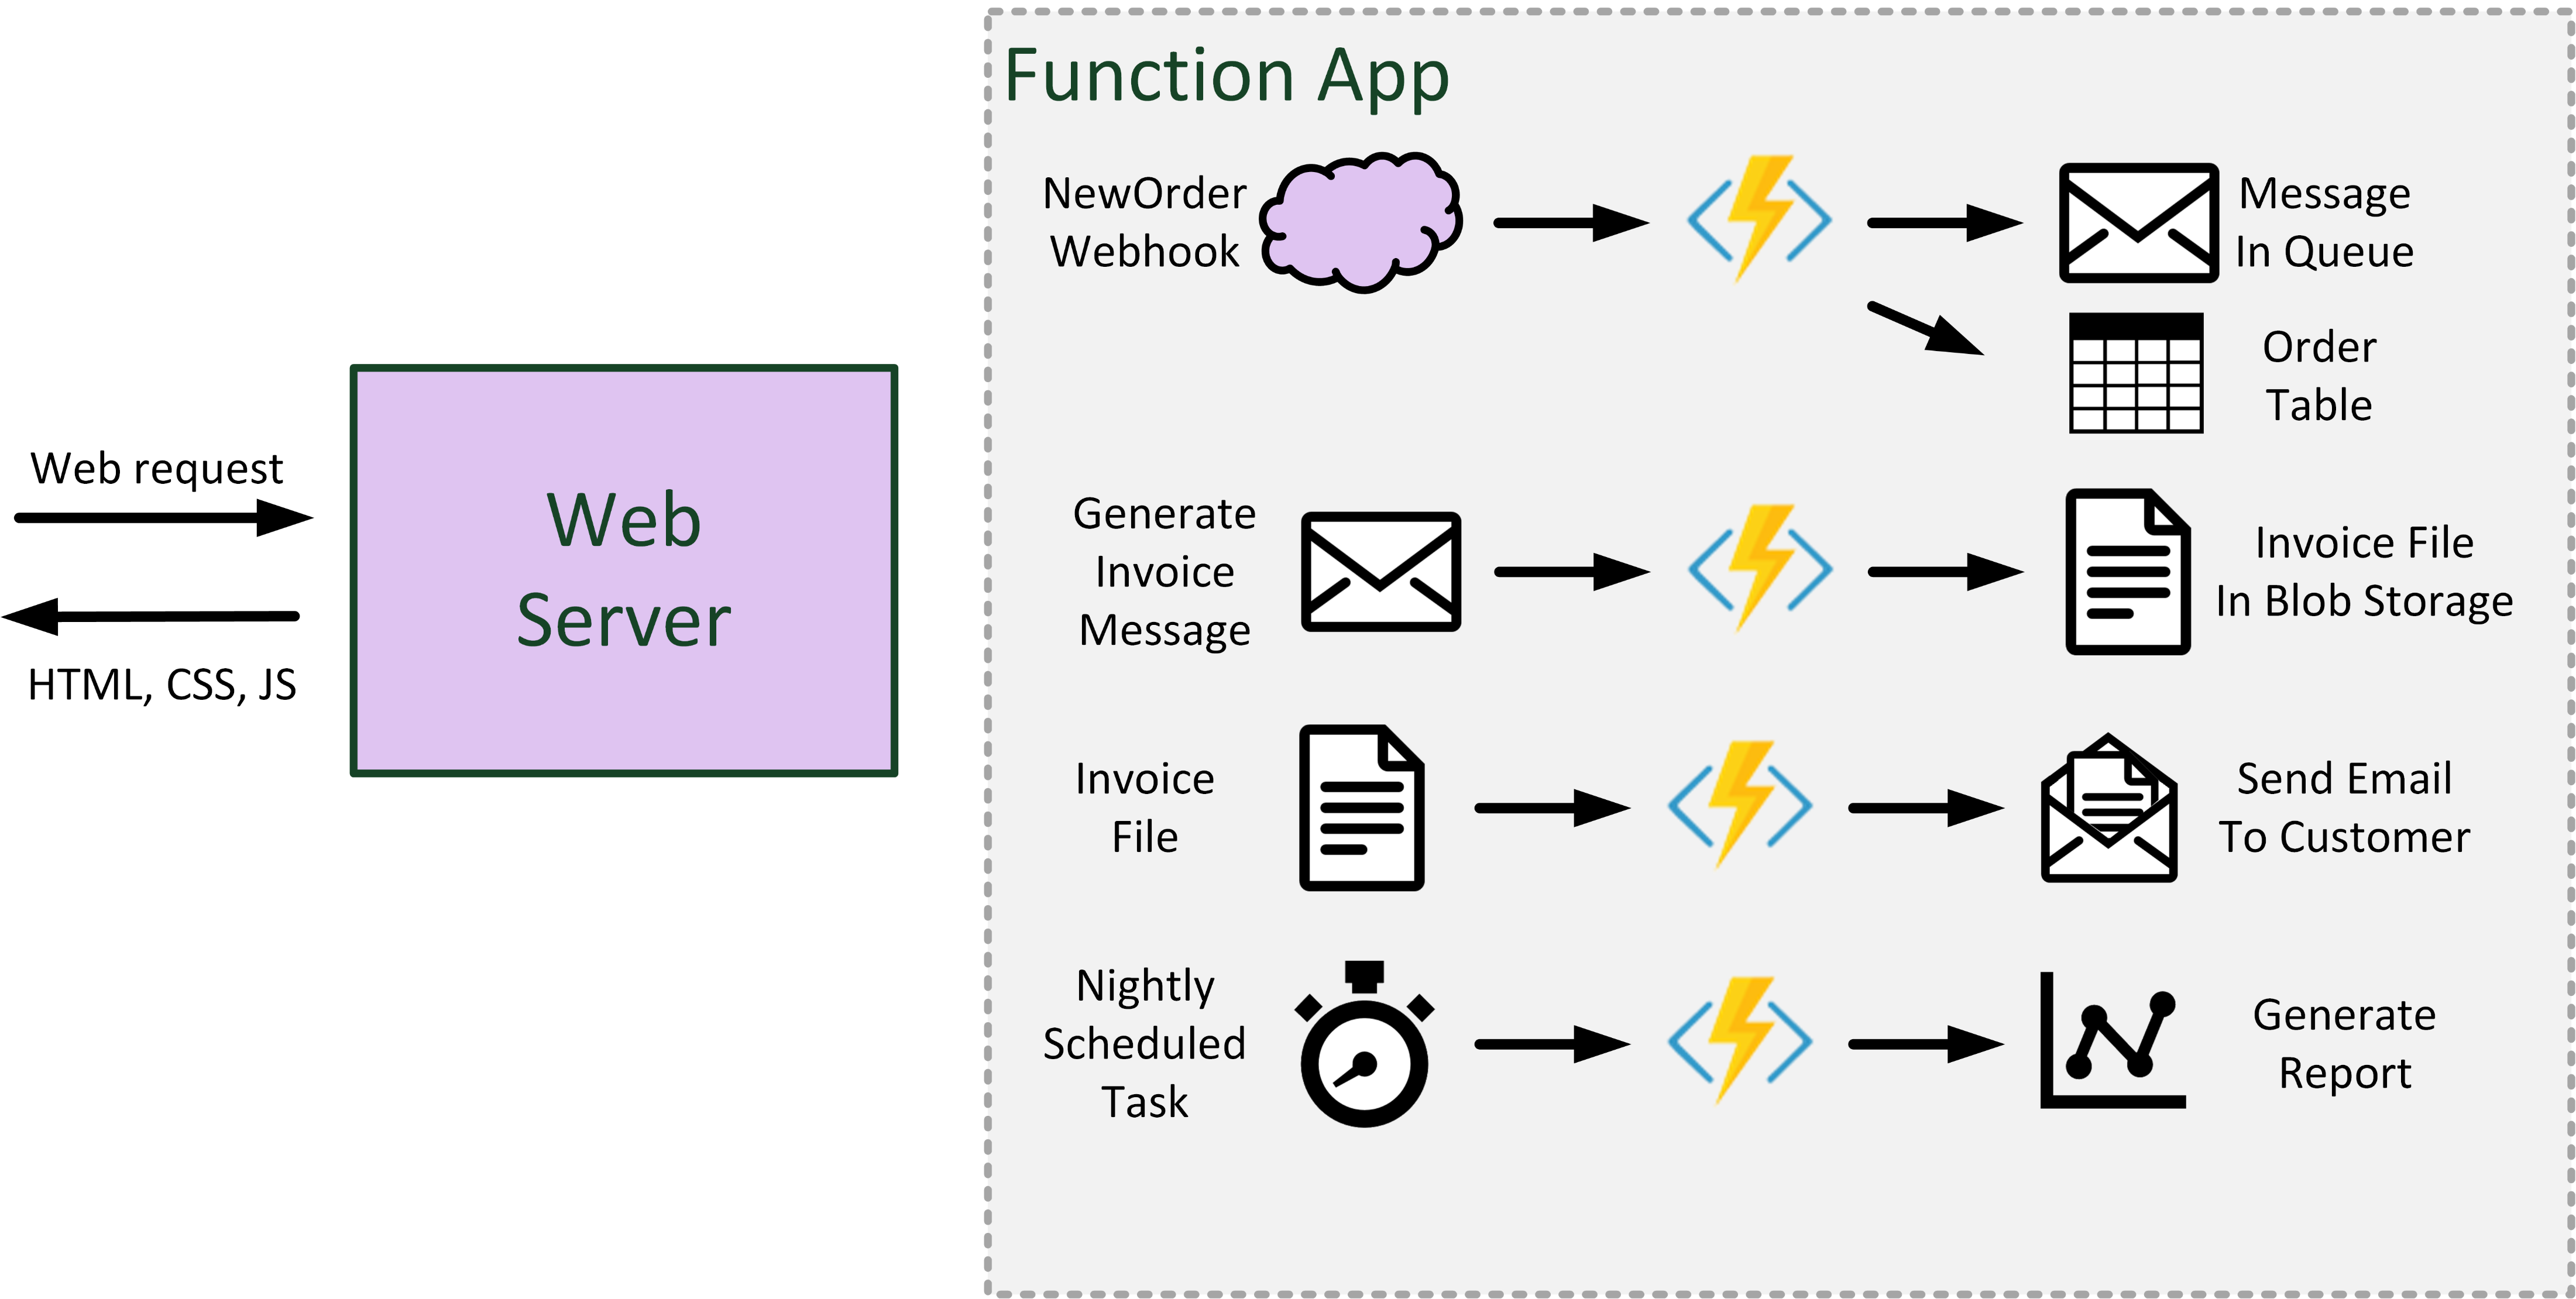 Function App
NewOrder
Webhook
Message
In Queue
Order
Table
Web request
HTML, CSS, JS
Web
Server
Generate
Invoice
Message
Invoice File
In Blob Storage
Invoice
File
Send Email
To Customer
Nightly
Scheduled
Task
Generate
Report